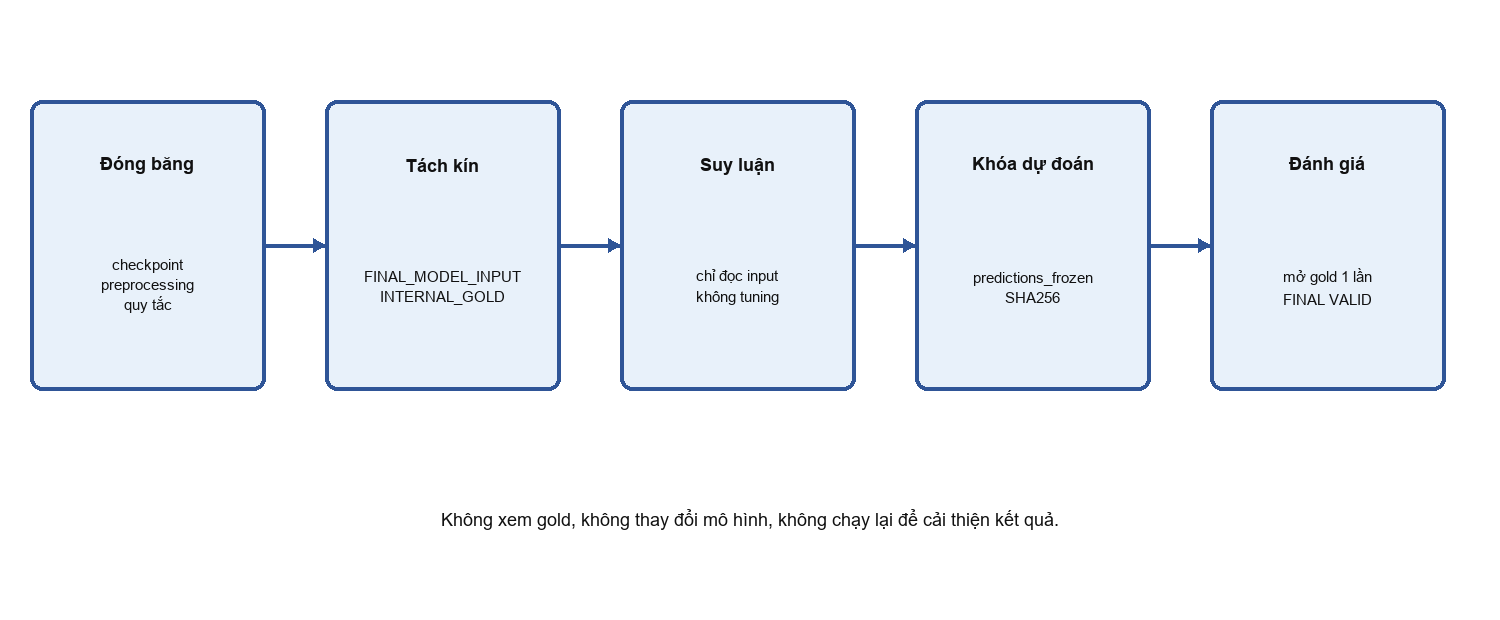 Đóng băng
checkpoint
preprocessing
quy tắc
Tách kín
FINAL_MODEL_INPUT
INTERNAL_GOLD
Suy luận
chỉ đọc input
không tuning
Khóa dự đoán
predictions_frozen
SHA256
Đánh giá
mở gold 1 lần
FINAL VALID
Không xem gold, không thay đổi mô hình, không chạy lại để cải thiện kết quả.